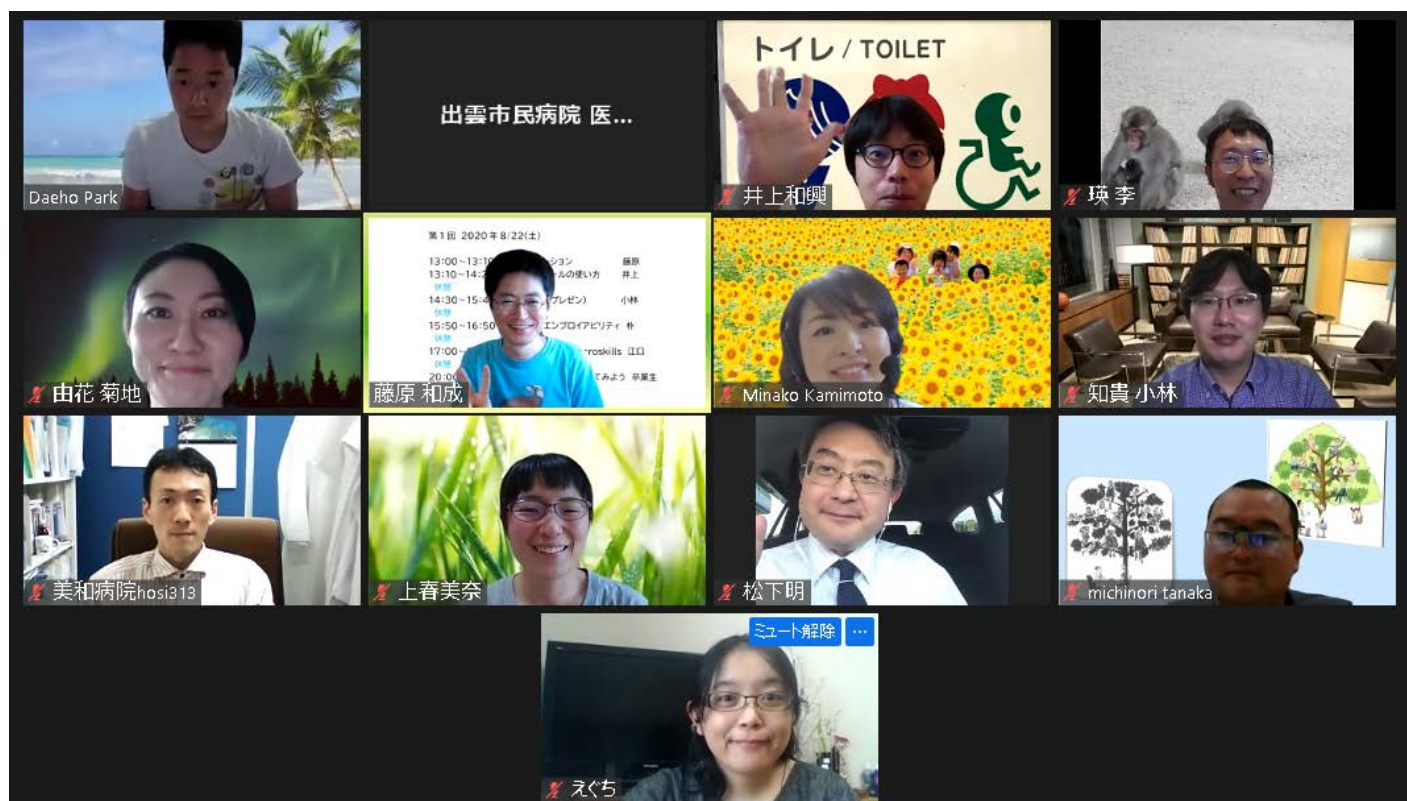 Daeho Park
出雲市民病院 医...
トイレ / TOILET
井上和興
瑛 李
由花 菊地
第1回 2020年8/22(土)
13:00~13:10 ション 藤原
13:10~14:2 ールの使い方 井上
休憩
14:30~15:4 プレゼン) 小林
休憩
15:50~16:50 エンプロイアビリティ 朴
休憩
17:00~ roskills 江口
休憩
20:00 てみよう 卒業生
藤原 和成
Minako Kamimoto
知貴 小林
美和病院hosi313
上春美奈
松下明
michinori tanaka
ミュート解除 ...
えぐち